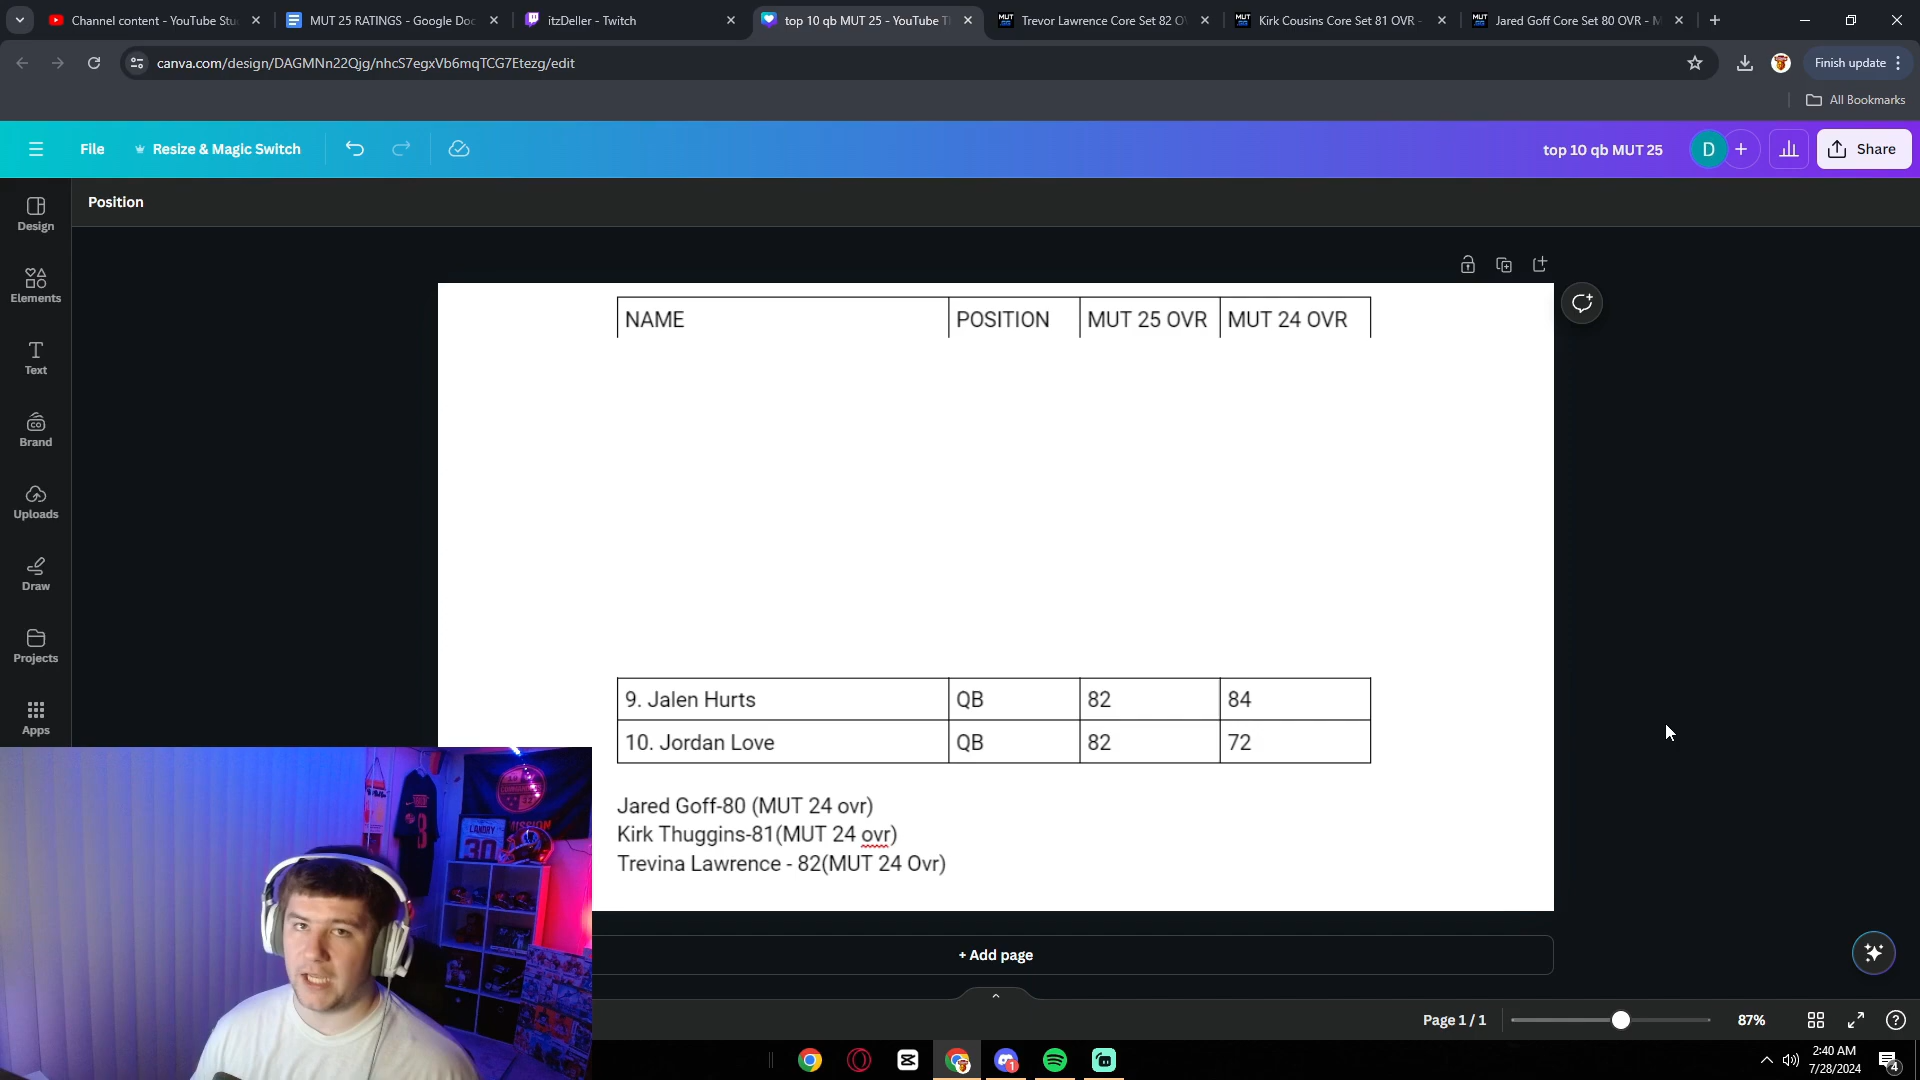 Channel content - YouTube Stu
MUT 25 RATINGS - Google Doc
itzDeller - Twitch
top 10 qb MUT 25 - YouTube T
Trevor Lawrence Core Set 82 O
Kirk Cousins Core Set 81 OVR -
Jared Goff Core Set 80 OVR - M
canva.com/design/DAGMNn22Qjg/nhcS7egxVb6mqTCG7Etezg/edit
Finish update
All Bookmarks
File
Resize & Magic Switch
top 10 qb MUT 25
D
Share
Position
Design
Elements
Text
Brand
Uploads
Draw
Projects
Apps
NAME POSITION MUT 25 OVR MUT 24 OVR
9. Jalen Hurts QB 82 84
10. Jordan Love QB 82 72
Jared Goff-80 (MUT 24 ovr)
Kirk Thuggins-81(MUT 24 ovr)
Trevina Lawrence - 82(MUT 24 Ovr)
+ Add page
Page 1 / 1
87%
LANDRY
30
2:40 AM
7/28/2024
4